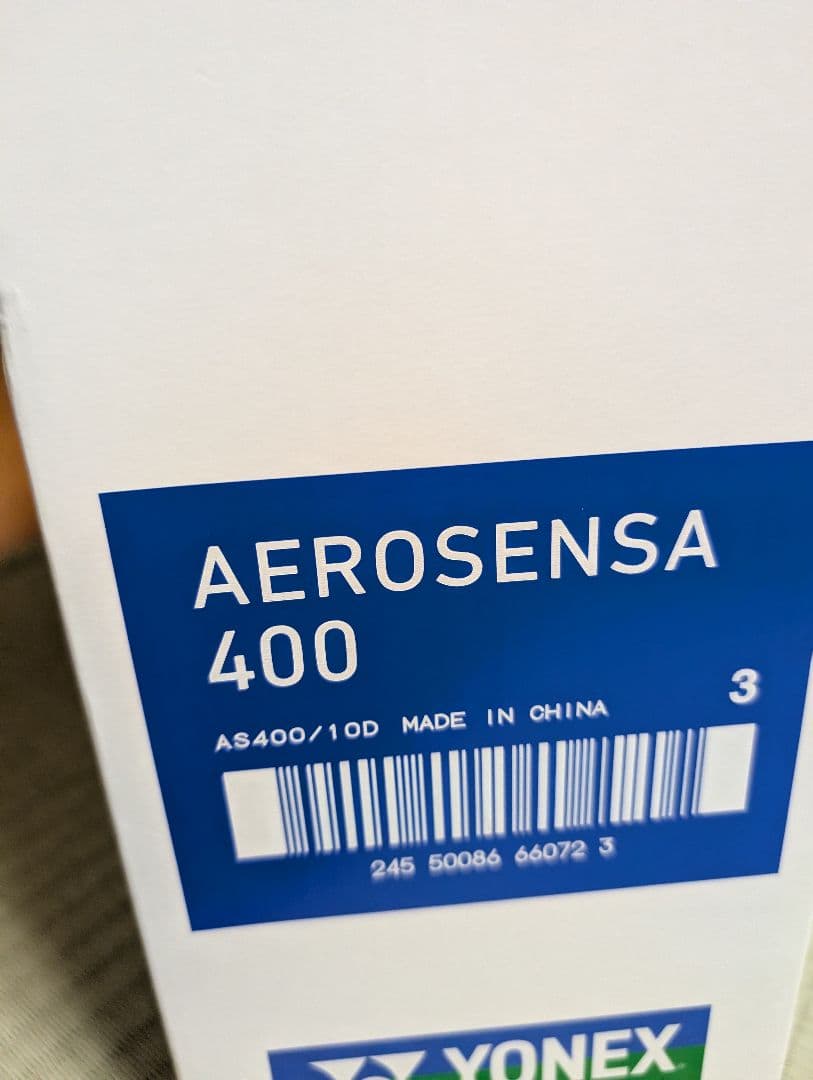 AEROSENSA
400
3
AS400/10D MADE IN CHINA
245 50086 66072 3
YONEX